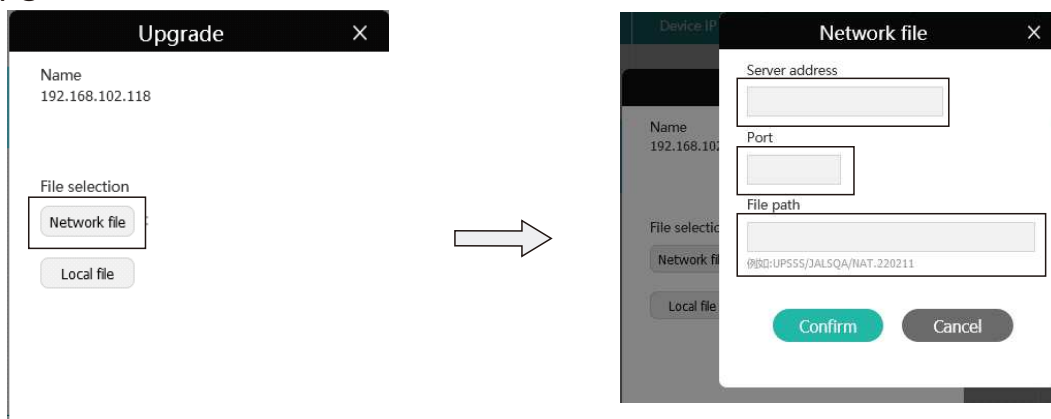 Upgrade
Name
192.168.102.118
File selection
Network file
Local file
Device IP
Name
192.168.102
File selectio
Network fi
Local file
Network file
Server address
Port
File path
例如:UPSSS/JALSQA/NAT.220211
Confirm
Cancel